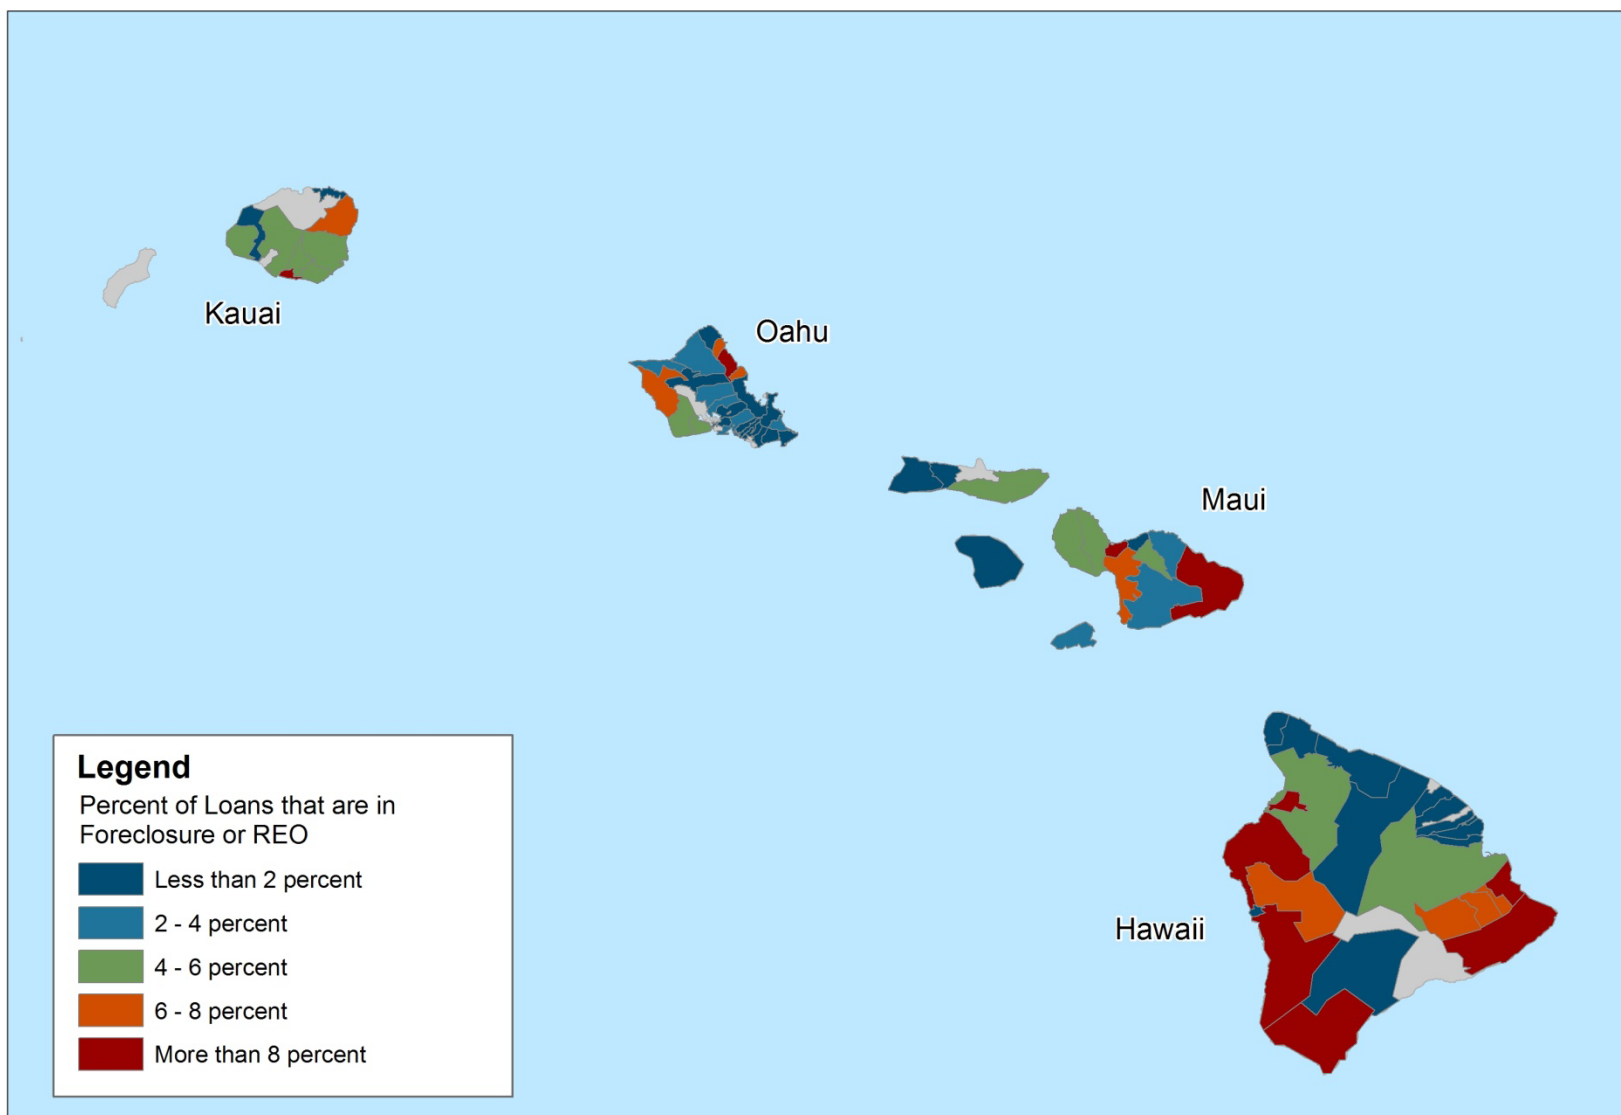 Kauai
Oahu
Maui
Hawaii
Legend
Percent of Loans that are in
Foreclosure or REO
Less than 2 percent
2 - 4 percent
4 - 6 percent
6 - 8 percent
More than 8 percent